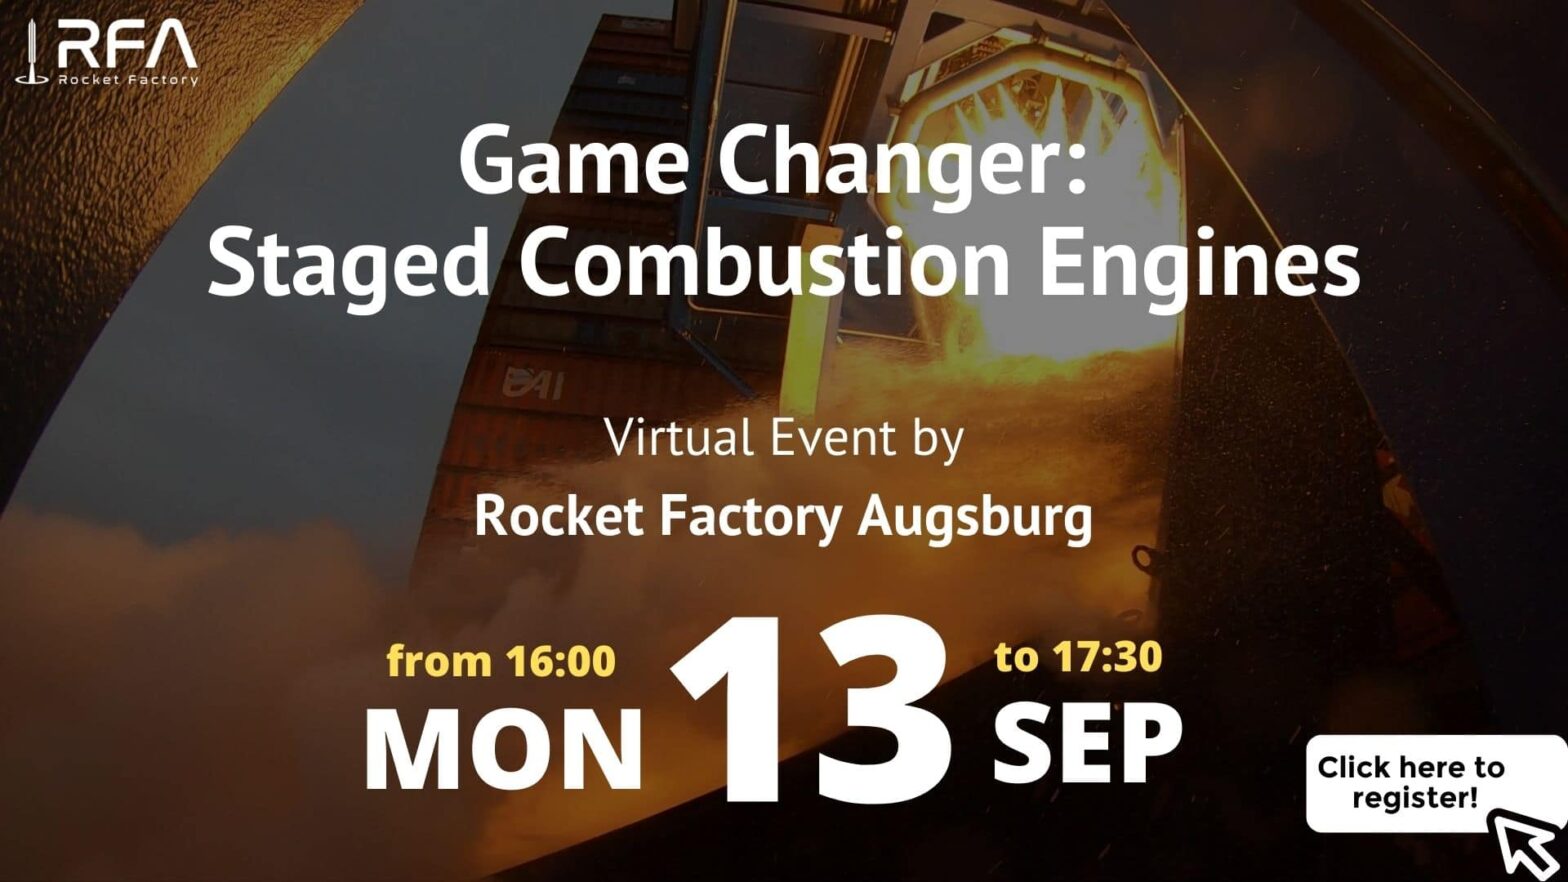 RFA
Rocket Factory
Game Changer:
Staged Combustion Engines
Virtual Event by
Rocket Factory Augsburg
from 16:00
MON
13
to 17:30
SEP
Click here to
register!